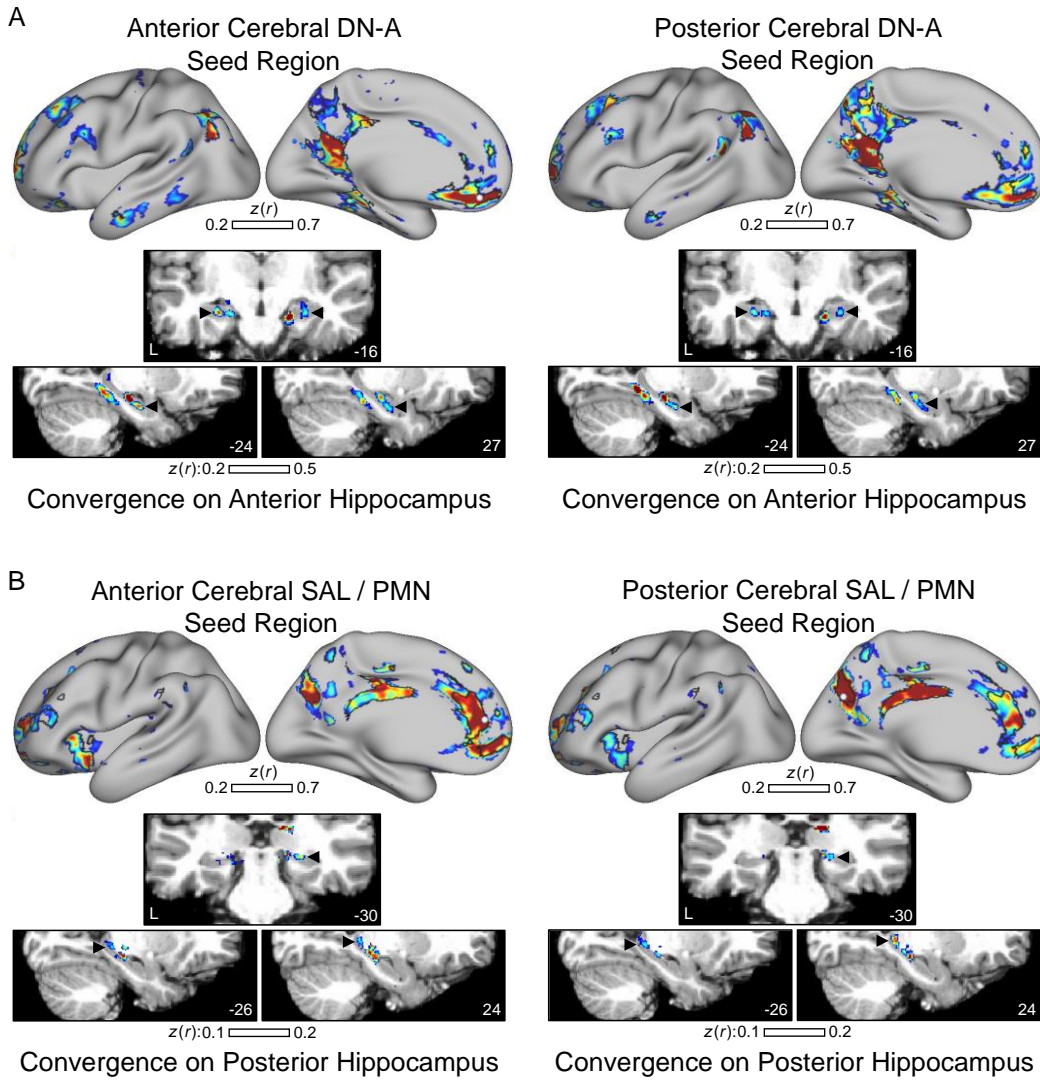 A
Anterior Cerebral DN-A
Seed Region
Posterior Cerebral DN-A
Seed Region
z(r)
0.2 0.7
z(r)
0.2 0.7
L -16
L -16
-24 27
-24 27
z(r):0.2 0.5
z(r):0.2 0.5
Convergence on Anterior Hippocampus
Convergence on Anterior Hippocampus
B
Anterior Cerebral SAL / PMN
Seed Region
Posterior Cerebral SAL / PMN
Seed Region
z(r)
0.2 0.7
z(r)
0.2 0.7
L -30
L -30
-26 24
-26 24
z(r):0.1 0.2
z(r):0.1 0.2
Convergence on Posterior Hippocampus
Convergence on Posterior Hippocampus